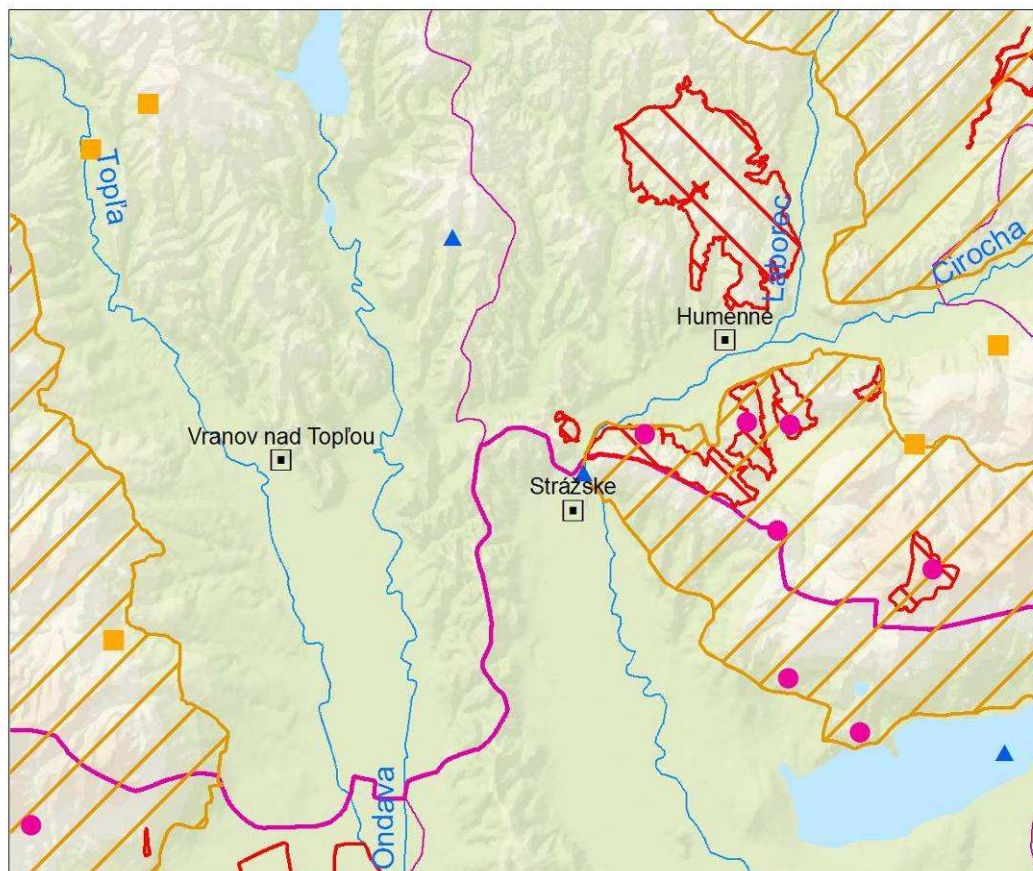 Topľa
Laborec
Cirocha
Humenné
Vranov nad Topľou
Strážske
Ondava